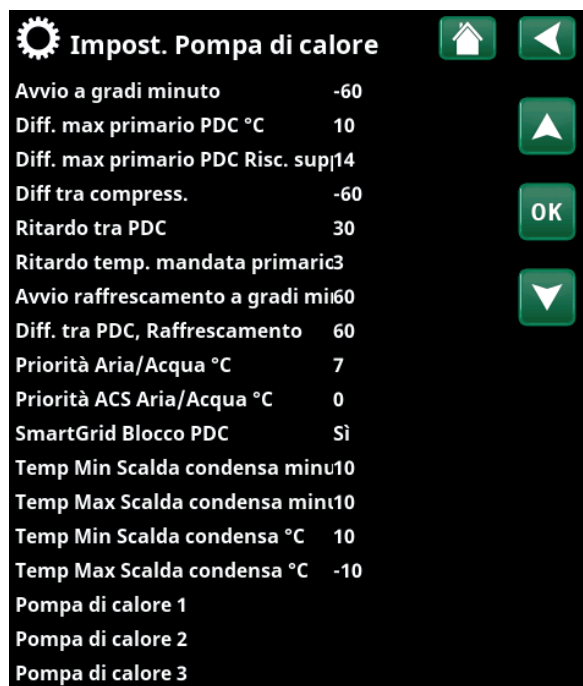 Impost. Pompa di calore
Avvio a gradi minuto -60
Diff. max primario PDC °C 10
Diff. max primario PDC Risc. sup 14
Diff tra compress. -60
OK
Ritardo tra PDC 30
Ritardo temp. mandata primario 3
Avvio raffrescamento a gradi mi 60
Diff. tra PDC, Raffrescamento 60
Priorità Aria/Acqua °C 7
Priorità ACS Aria/Acqua °C 0
SmartGrid Blocco PDC Sì
Temp Min Scalda condensa minu 10
Temp Max Scalda condensa minu 10
Temp Min Scalda condensa °C 10
Temp Max Scalda condensa °C -10
Pompa di calore 1
Pompa di calore 2
Pompa di calore 3